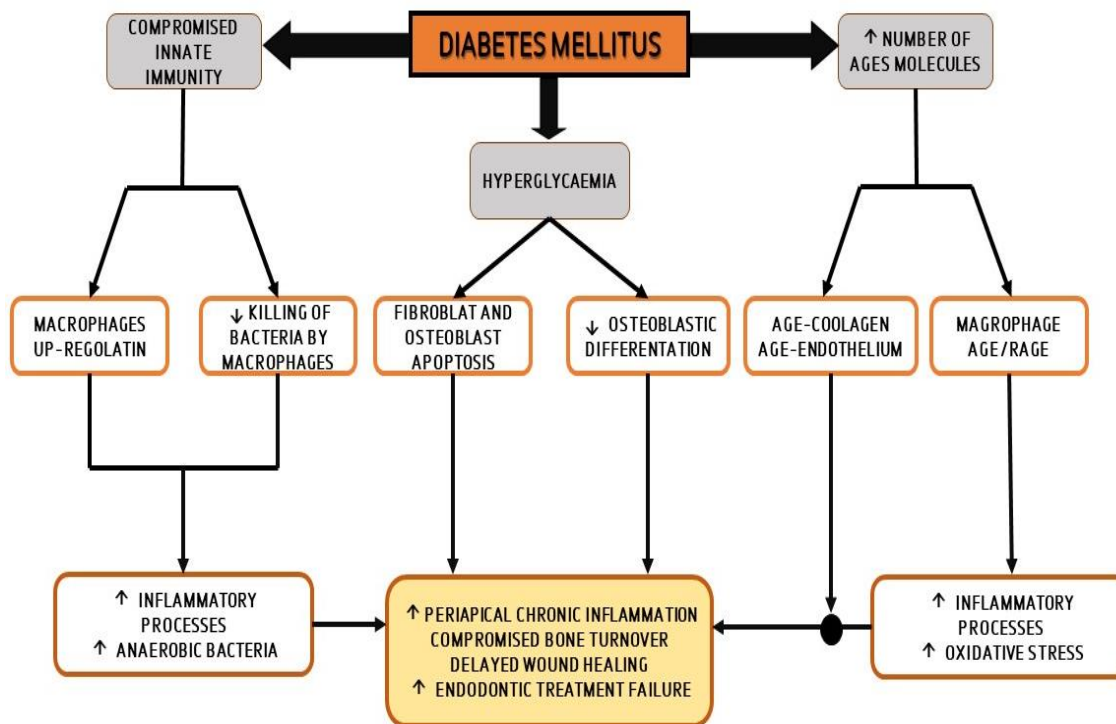 DIABETES MELLITUS
COMPROMISED
INNATE
IMMUNITY
HYPERGLYCAEMIA
↑ NUMBER OF
AGES MOLECULES
MACROPHAGES
UP-REGOLATIN
↓ KILLING OF
BACTERIA BY
MACROPHAGES
FIBROBLAT AND
OSTEOBLAST
APOPTOSIS
↓ OSTEOBLASTIC
DIFFERENTATION
AGE-COOLAGEN
AGE-ENDOTHELIUM
MAGROPHAGE
AGE/RAGE
↑ INFLAMMATORY
PROCESSES
↑ ANAEROBIC BACTERIA
↑ PERIAPICAL CHRONIC INFLAMMATION
COMPROMISED BONE TURNOVER
DELAYED WOUND HEALING
↑ ENDODONTIC TREATMENT FAILURE
↑ INFLAMMATORY
PROCESSES
↑ OXIDATIVE STRESS